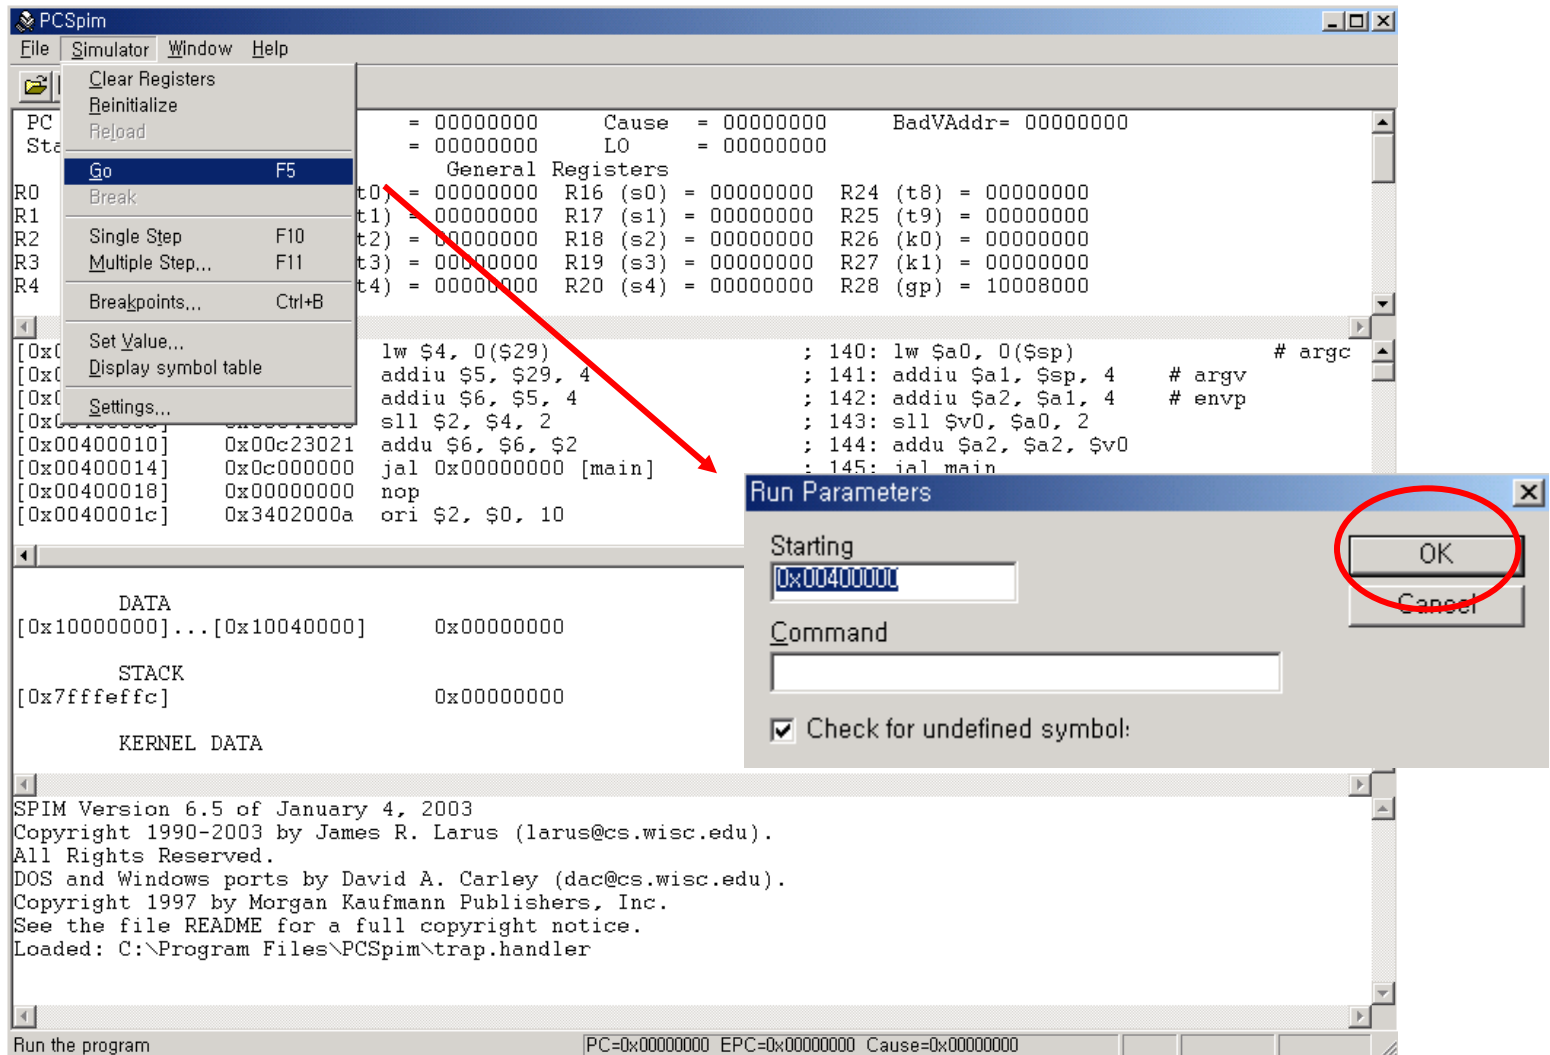 PCSpim
File Simulator Window Help
Clear Registers
Reinitialize
Reload
Go F5
Break
Single Step F10
Multiple Step... F11
Breakpoints... Ctrl+B
Set Value...
Display symbol table
Settings...
PC = 00000000 Cause = 00000000 BadVAddr= 00000000
Sta = 00000000 LO = 00000000
General Registers
R0 t0) = 00000000 R16 (s0) = 00000000 R24 (t8) = 00000000
R1 t1) = 00000000 R17 (s1) = 00000000 R25 (t9) = 00000000
R2 t2) = 00000000 R18 (s2) = 00000000 R26 (k0) = 00000000
R3 t3) = 00000000 R19 (s3) = 00000000 R27 (k1) = 00000000
R4 t4) = 00000000 R20 (s4) = 00000000 R28 (gp) = 10008000
[0x0 lw $4, 0($29) ; 140: lw $a0, 0($sp) # argc
[0x0 addiu $5, $29, 4 ; 141: addiu $a1, $sp, 4 # argv
[0x0 addiu $6, $5, 4 ; 142: addiu $a2, $a1, 4 # envp
sll $2, $4, 2 ; 143: sll $v0, $a0, 2
[0x00400010] 0x00c23021 addu $6, $6, $2 ; 144: addu $a2, $a2, $v0
[0x00400014] 0x0c000000 jal 0x00000000 [main] ; 145: jal main
[0x00400018] 0x00000000 nop
[0x0040001c] 0x3402000a ori $2, $0, 10
DATA
[0x10000000]...[0x10040000] 0x00000000
STACK
[0x7fffeffc] 0x00000000
KERNEL DATA
Run Parameters
Starting
0x00400000
OK
Cancel
Command
Check for undefined symbol
SPIM Version 6.5 of January 4, 2003
Copyright 1990-2003 by James R. Larus (larus@cs.wisc.edu).
All Rights Reserved.
DOS and Windows ports by David A. Carley (dac@cs.wisc.edu).
Copyright 1997 by Morgan Kaufmann Publishers, Inc.
See the file README for a full copyright notice.
Loaded: C:\Program Files\PCSpim\trap.handler
Run the program PC=0x00000000 EPC=0x00000000 Cause=0x00000000